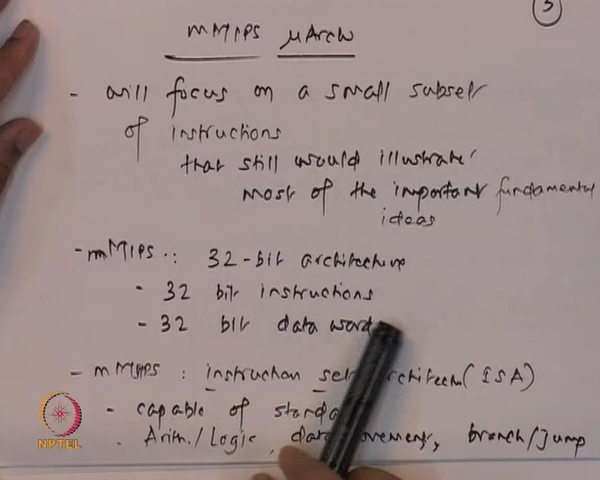 3
mMIPS μArch
- will focus on a small subset
of instructions
that still would illustrate
most of the important fundamental
ideas
- mMIPS : 32-bit architecture
- 32 bit instructions
- 32 bit data word
- mMIPS : instruction set architecture (ISA)
- capable of
- Arith./Logic, data movement, branch/Jump
NPTEL